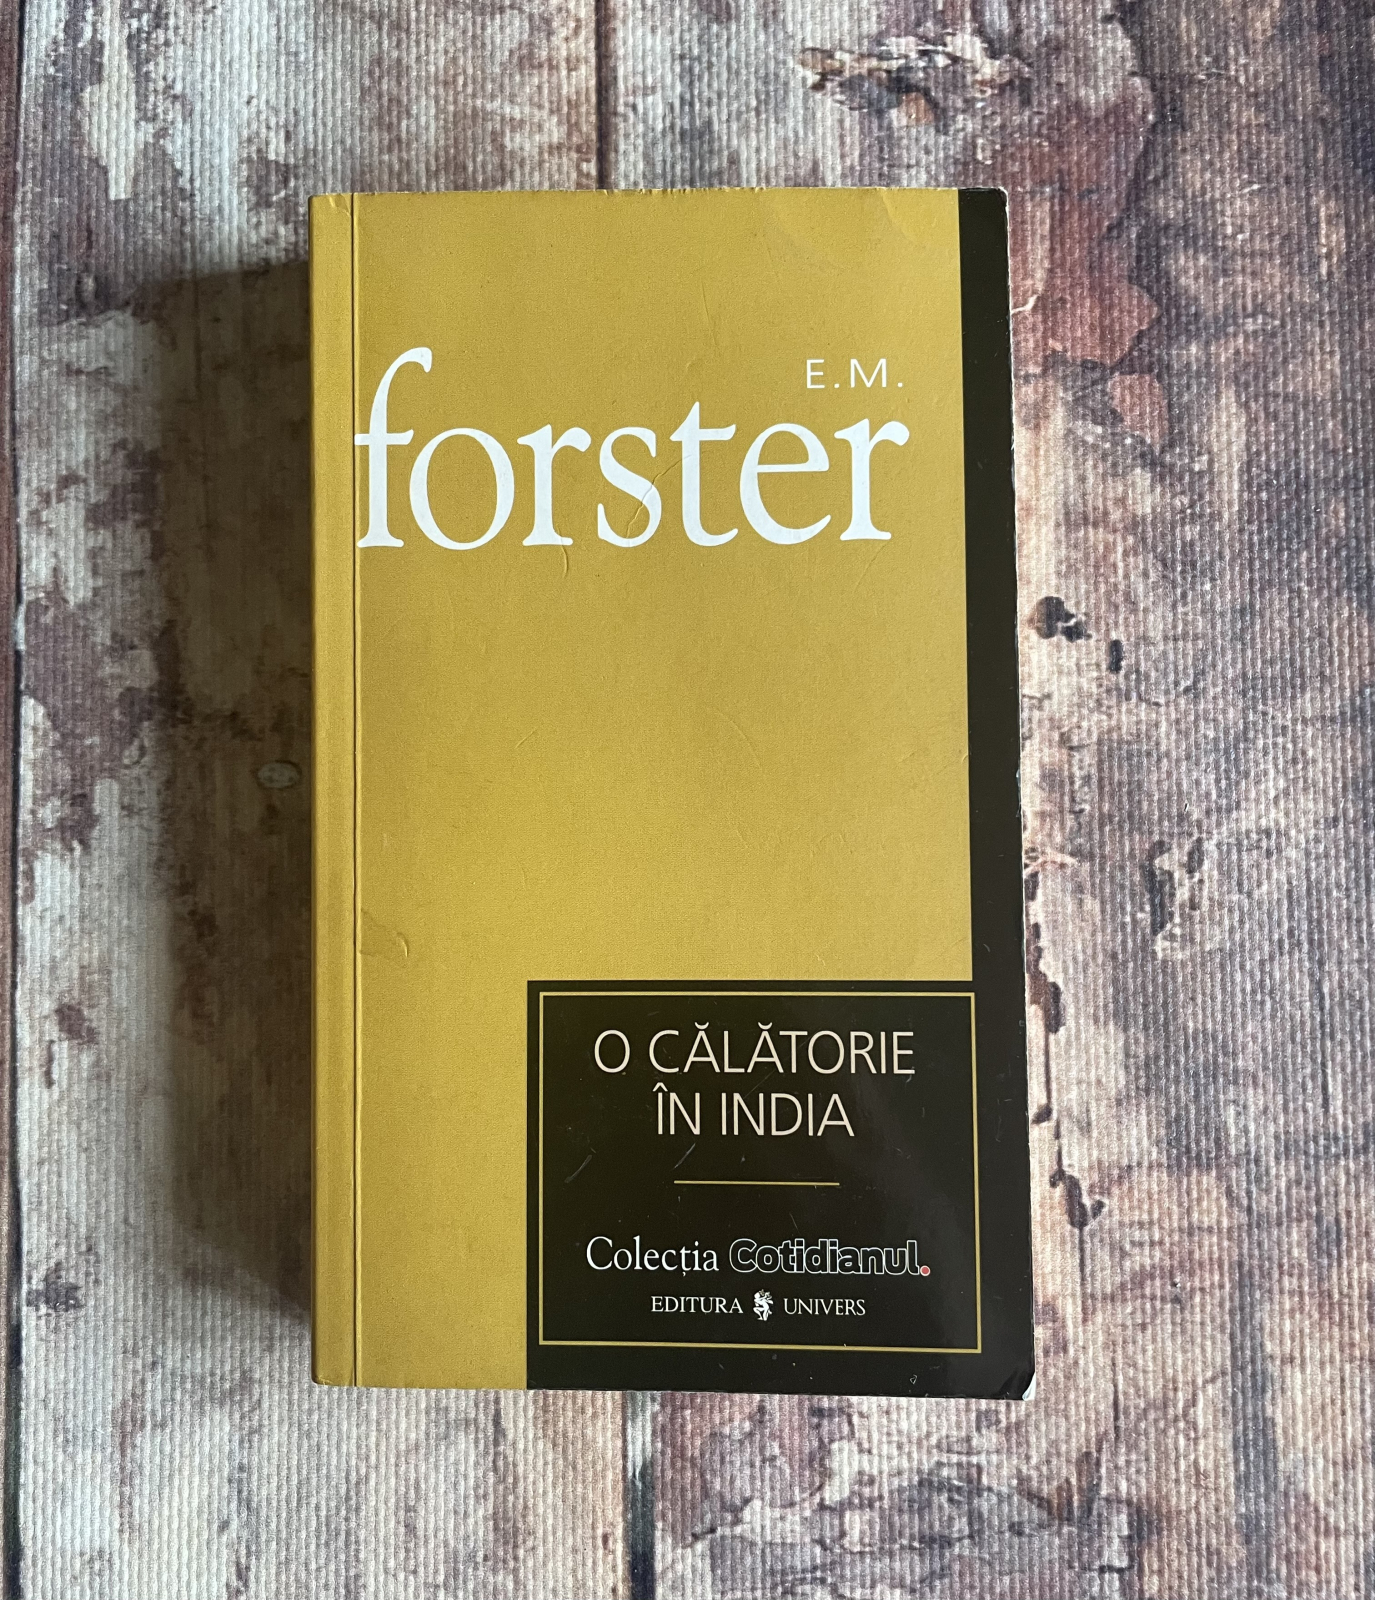 E.M.
forster
O CĂLĂTORIE
ÎN INDIA
Colecția Cotidianul.
EDITURA UNIVERS